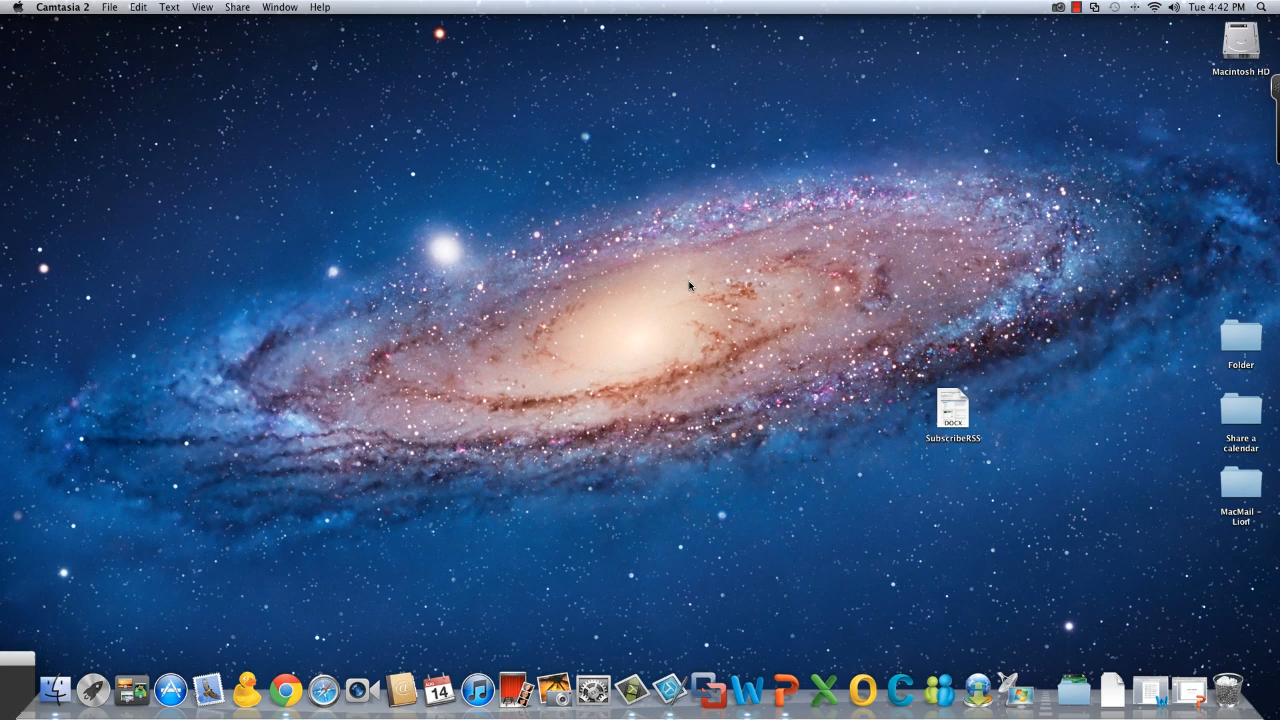 Camtasia 2 File Edit Text View Share Window Help Tue 4:42 PM
Macintosh HD
Folder
Share a
calendar
DOCX
SubscribeRSS
MacMail –
Lion
14